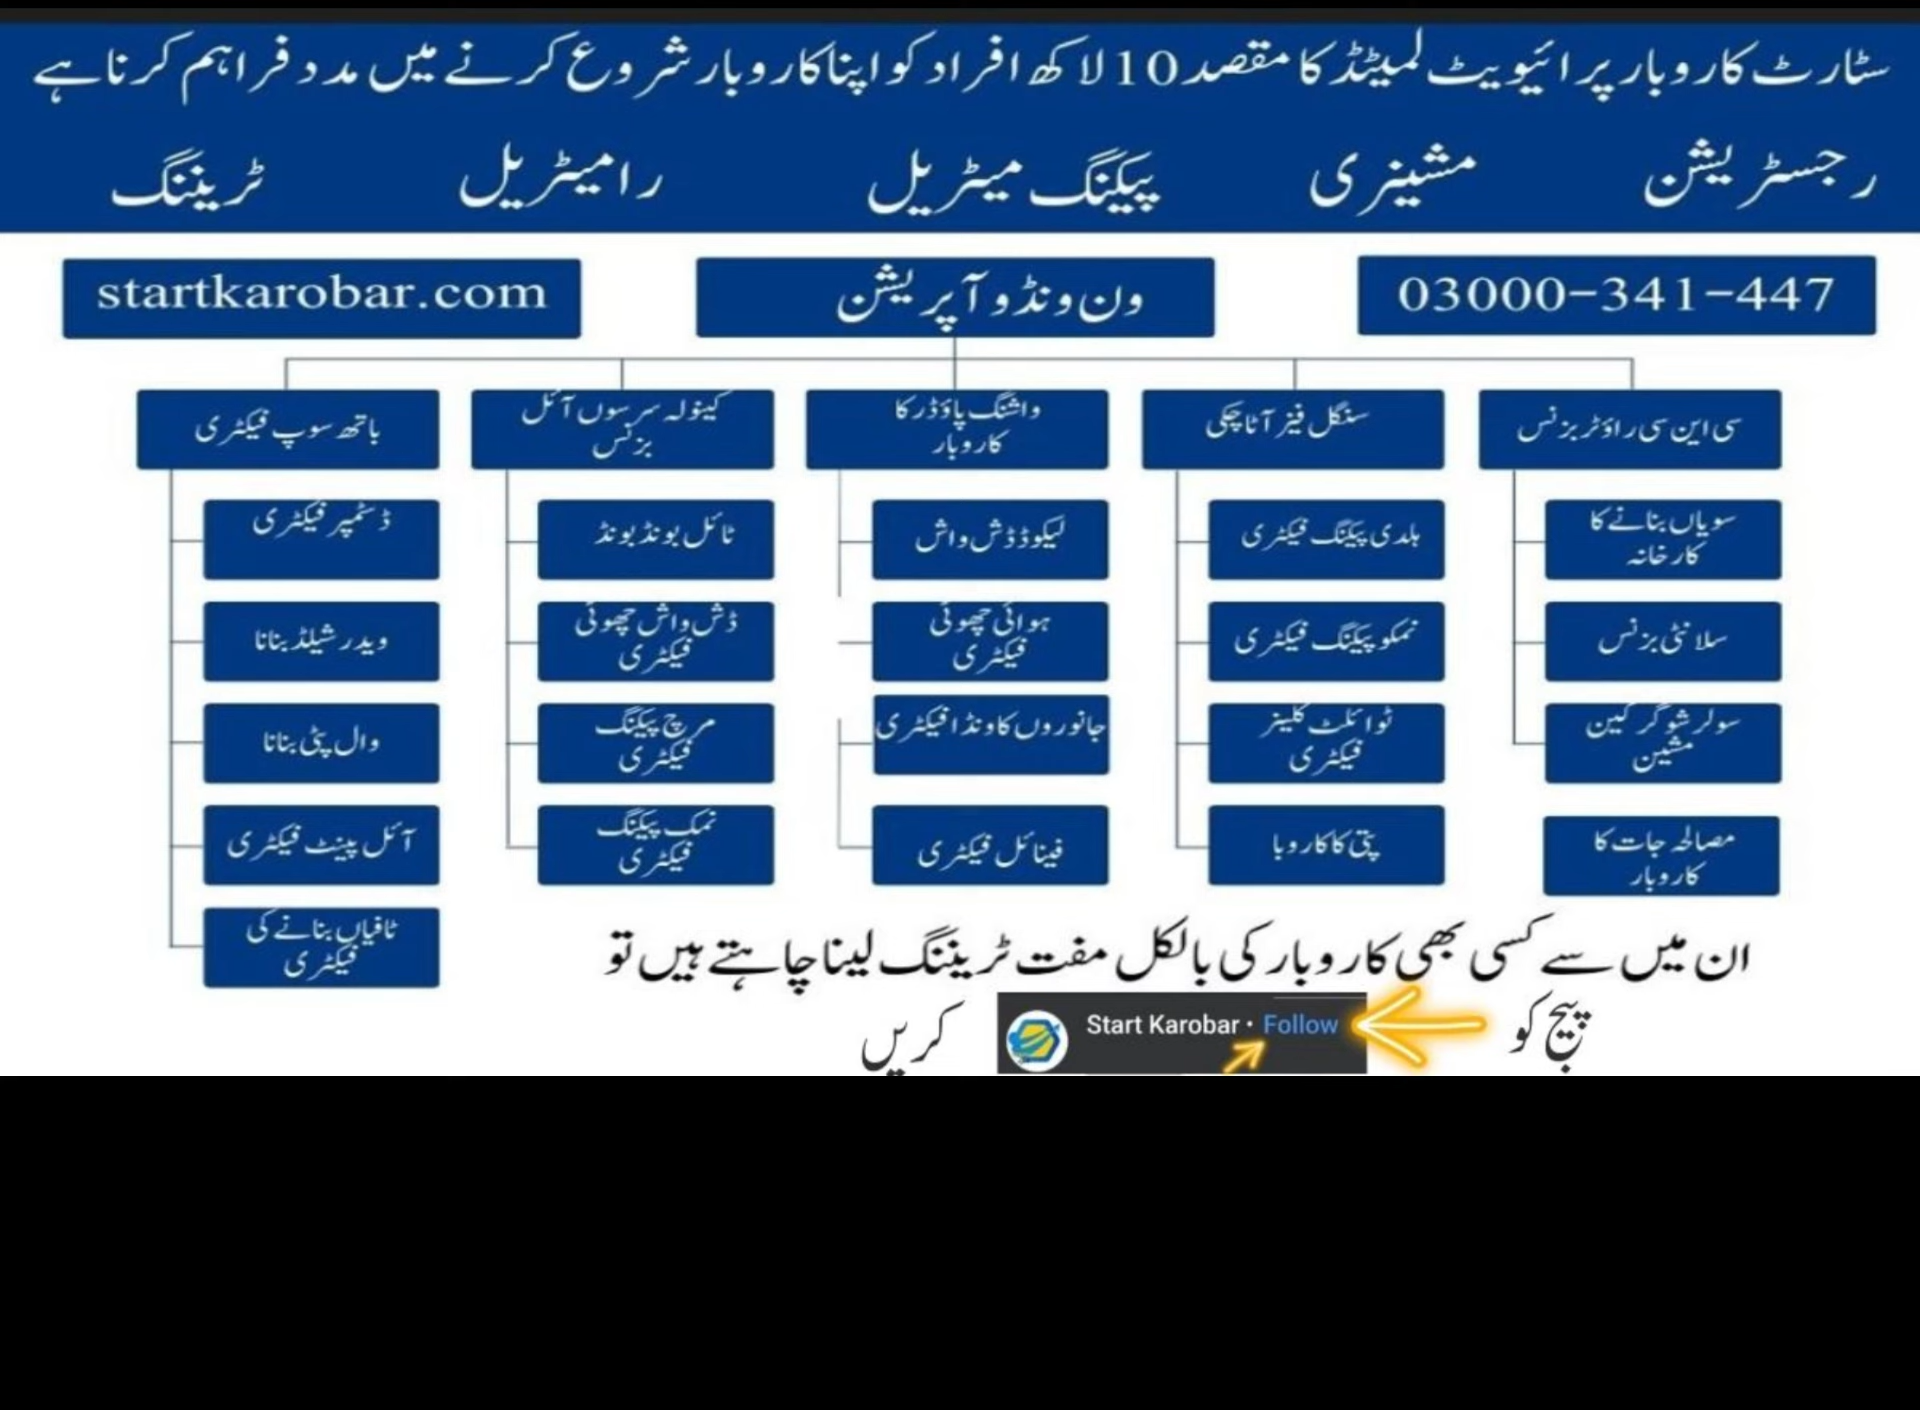 سٹارٹ کاروبار پرائیویٹ لمیٹڈ کا مقصد 10 لاکھ افراد کو اپنا کاروبار شروع کرنے میں مدد فراہم کرنا ہے
رجسٹریشن مشینری پیکنگ میٹریل رامیٹریل ٹریننگ
03000-341-447
ون ونڈو آپریشن
startkarobar.com
سی این سی راؤٹر بزنس
سویاں بنانے کا
کارخانہ
سلانٹی بزنس
سولر شوگر کین
مشین
مصالحہ جات کا
کاروبار
سنگل فیز آٹا چکی
ہلدی پیکنگ فیکٹری
نمکو پیکنگ فیکٹری
ٹوائلٹ کلینر
فیکٹری
پتی کا کاروبا
واشنگ پاؤڈر کا
کاروبار
لیکوڈ ڈش واش
ہوائی چھوٹی
فیکٹری
جانوروں کا ونڈا فیکٹری
فینائل فیکٹری
کینولہ سرسوں آئل
بزنس
ٹائل بونڈ بونڈ
ڈش واش چھوٹی
فیکٹری
مرچ پیکنگ
فیکٹری
نمک پیکنگ
فیکٹری
باتھ سوپ فیکٹری
ڈسٹمپر فیکٹری
ویدر شیلڈ بنانا
وال پٹی بنانا
آئل پینٹ فیکٹری
ٹافیاں بنانے کی
فیکٹری
ان میں سے کسی بھی کاروبار کی بالکل مفت ٹریننگ لینا چاہتے ہیں تو
پیج کو Start Karobar · Follow کریں